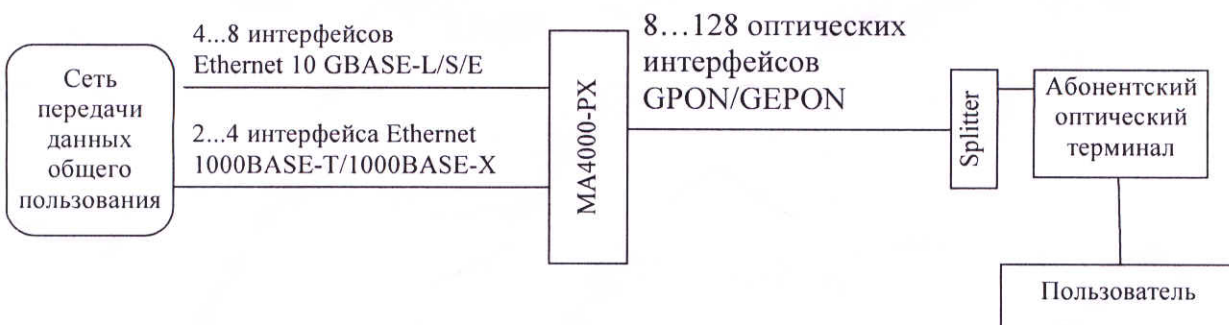 4...8 интерфейсов
Ethernet 10 GBASE-L/S/E
8...128 оптических
интерфейсов
GPON/GEPON
Сеть
передачи
данных
общего
пользования
2...4 интерфейса Ethernet
1000BASE-T/1000BASE-X
MA4000-PX
Splitter
Абонентский
оптический
терминал
Пользователь